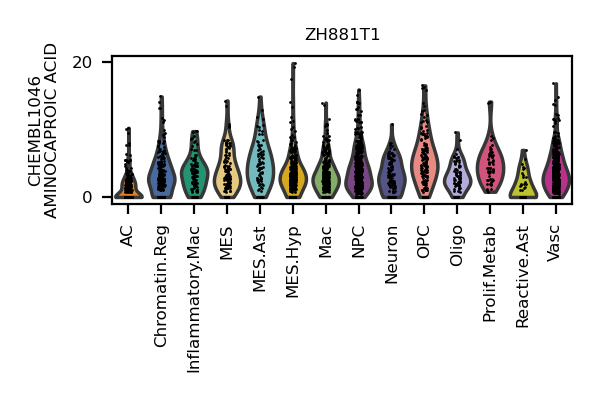 ZH881T1
CHEMBL1046
AMINOCAPROIC ACID
20
0
AC
Chromatin.Reg
Inflammatory.Mac
MES
MES.Ast
MES.Hyp
Mac
NPC
Neuron
OPC
Oligo
Prolif.Metab
Reactive.Ast
Vasc